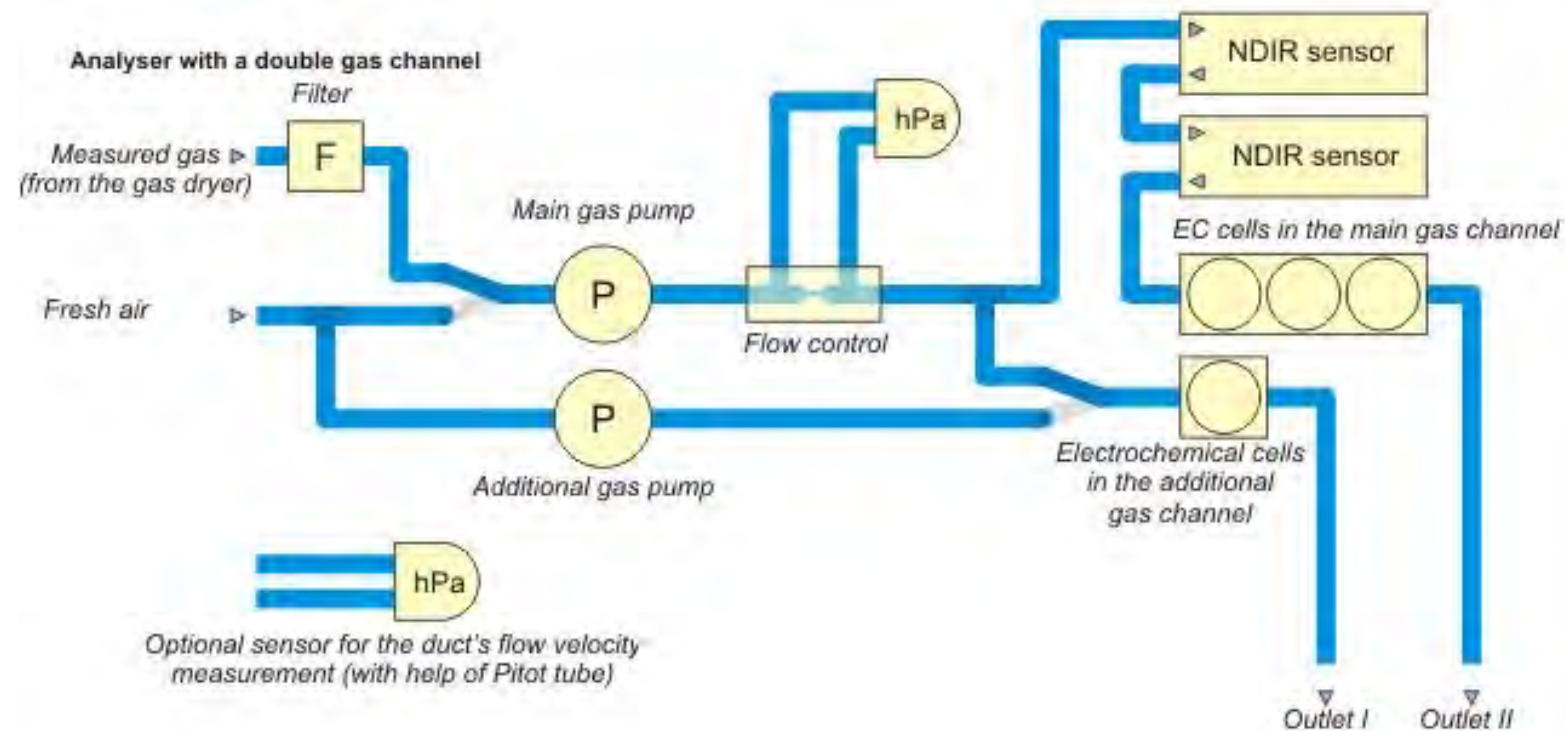 Analyser with a double gas channel
Filter
F
Measured gas
(from the gas dryer)
Main gas pump
P
Fresh air
hPa
Flow control
NDIR sensor
NDIR sensor
EC cells in the main gas channel
P
Additional gas pump
Electrochemical cells
in the additional
gas channel
hPa
Optional sensor for the duct's flow velocity
measurement (with help of Pitot tube)
Outlet I
Outlet II